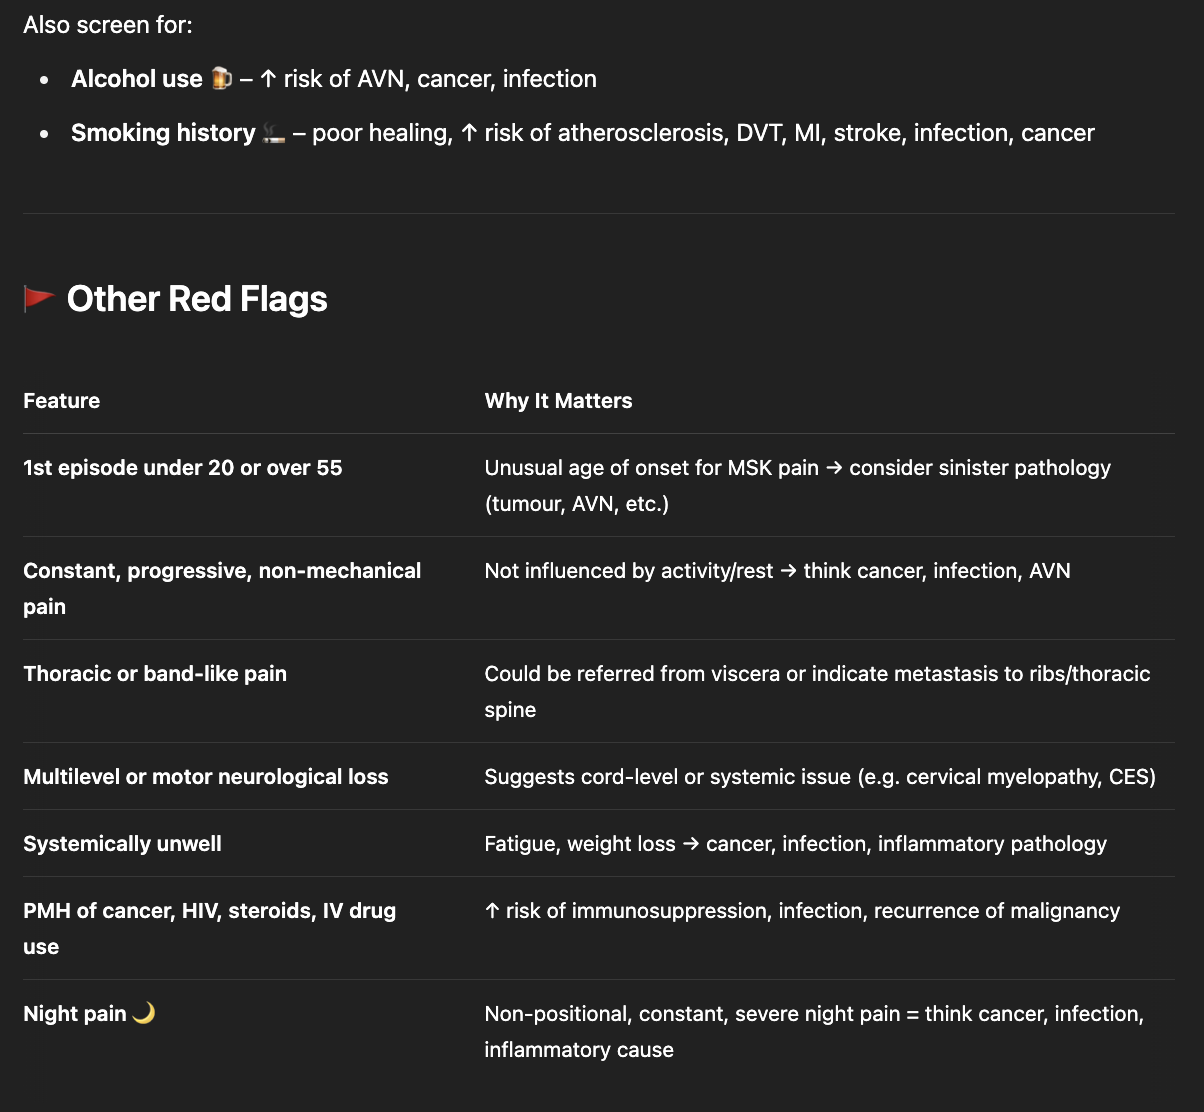 Also screen for:
• Alcohol use 🍺 – ↑ risk of AVN, cancer, infection
• Smoking history 🚬 – poor healing, ↑ risk of atherosclerosis, DVT, MI, stroke, infection, cancer
🚩 Other Red Flags
Feature Why It Matters
1st episode under 20 or over 55 Unusual age of onset for MSK pain → consider sinister pathology
(tumour, AVN, etc.)
Constant, progressive, non-mechanical Not influenced by activity/rest → think cancer, infection, AVN
pain
Thoracic or band-like pain Could be referred from viscera or indicate metastasis to ribs/thoracic
spine
Multilevel or motor neurological loss Suggests cord-level or systemic issue (e.g. cervical myelopathy, CES)
Systemically unwell Fatigue, weight loss → cancer, infection, inflammatory pathology
PMH of cancer, HIV, steroids, IV drug ↑ risk of immunosuppression, infection, recurrence of malignancy
use
Night pain 🌙 Non-positional, constant, severe night pain = think cancer, infection,
inflammatory cause